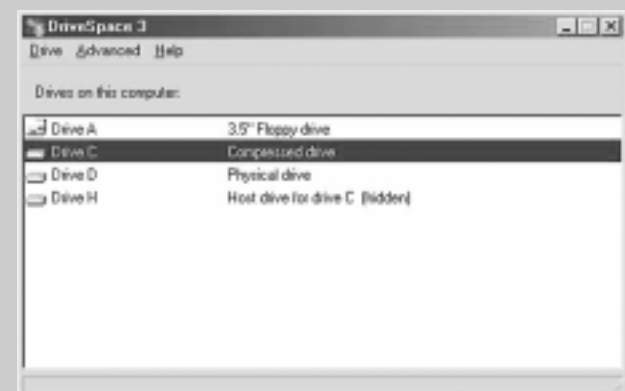 DriveSpace 3
Drive Advanced Help
Drives on this computer:
Drive A 3.5" Floppy drive
Drive C Compressed drive
Drive D Physical drive
Drive H Host drive for drive C (hidden)